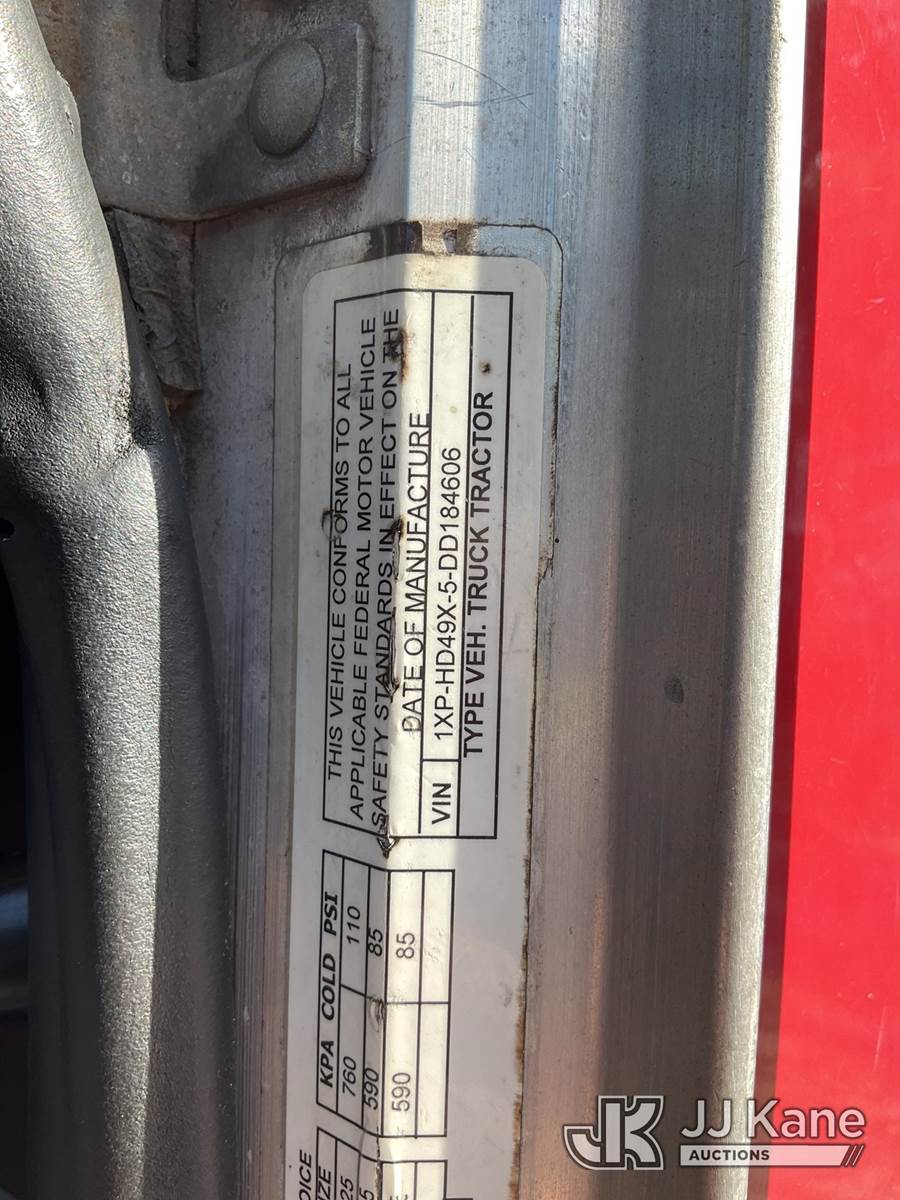 THIS VEHICLE CONFORMS TO ALL
APPLICABLE FEDERAL MOTOR VEHICLE
SAFETY STANDARDS IN EFFECT ON THE
DATE OF MANUFACTURE
VIN 1XP-HD49X-5-DD184606
TYPE VEH. TRUCK TRACTOR
KPA COLD PSI
760 110
590 85
590 85
JK JJ Kane
AUCTIONS